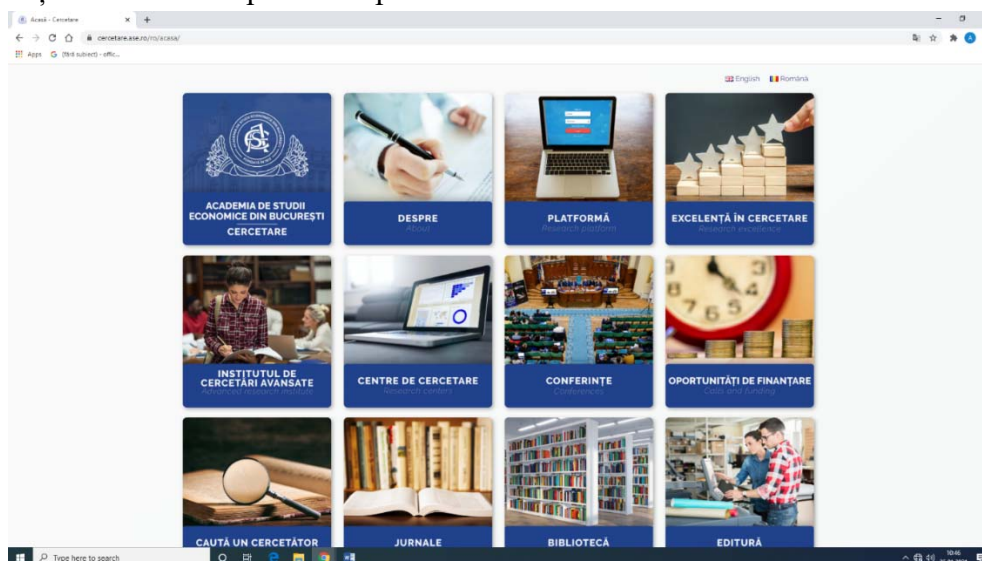 Acasă - Cercetare
cercetare.ase.ro/ro/acasa/
Apps
(fără subiect) - offic...
English Română
ACADEMIA DE STUDII
ECONOMICE DIN BUCUREȘTI
CERCETARE
DESPRE
About
PLATFORMĂ
Research platform
EXCELENȚĂ ÎN CERCETARE
Research excellence
INSTITUTUL DE
CERCETĂRI AVANSATE
Advanced research institute
CENTRE DE CERCETARE
Research centers
CONFERINȚE
Conferences
OPORTUNITĂȚI DE FINANȚARE
Calls and funding
CAUTĂ UN CERCETĂTOR
JURNALE
BIBLIOTECĂ
EDITURĂ
Type here to search
10:46